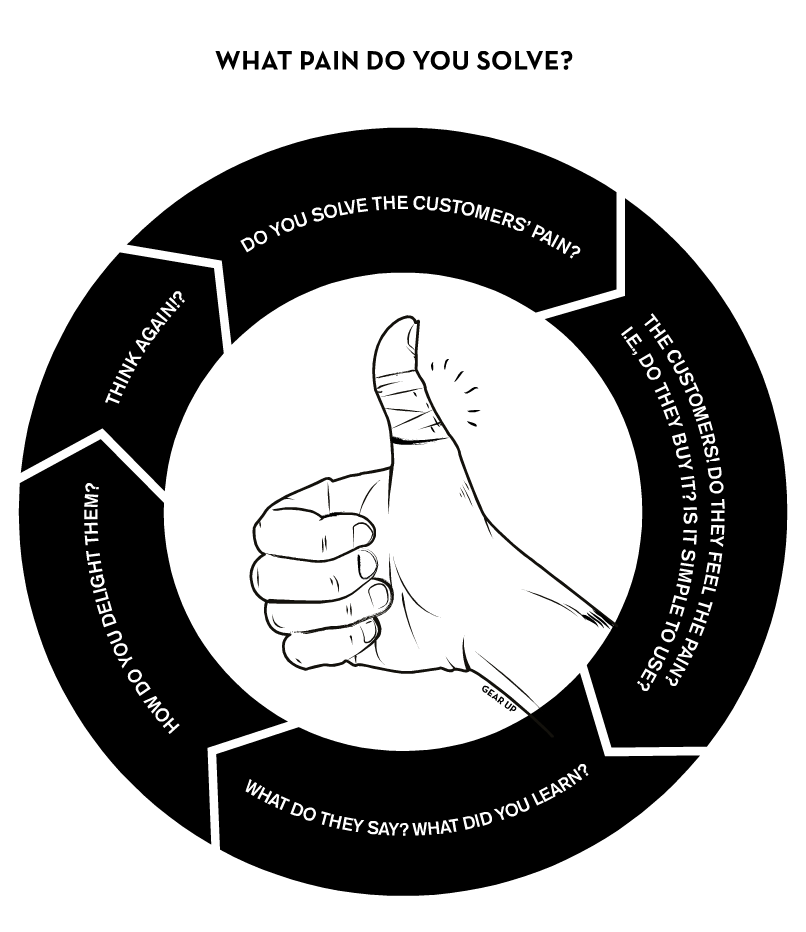 WHAT PAIN DO YOU SOLVE?
DO YOU SOLVE THE CUSTOMERS' PAIN?
THE CUSTOMERS! DO THEY FEEL THE PAIN?
I.E., DO THEY BUY IT? IS IT SIMPLE TO USE?
WHAT DO THEY SAY? WHAT DID YOU LEARN?
HOW DO YOU DELIGHT THEM?
THINK AGAIN!?
GEAR UP